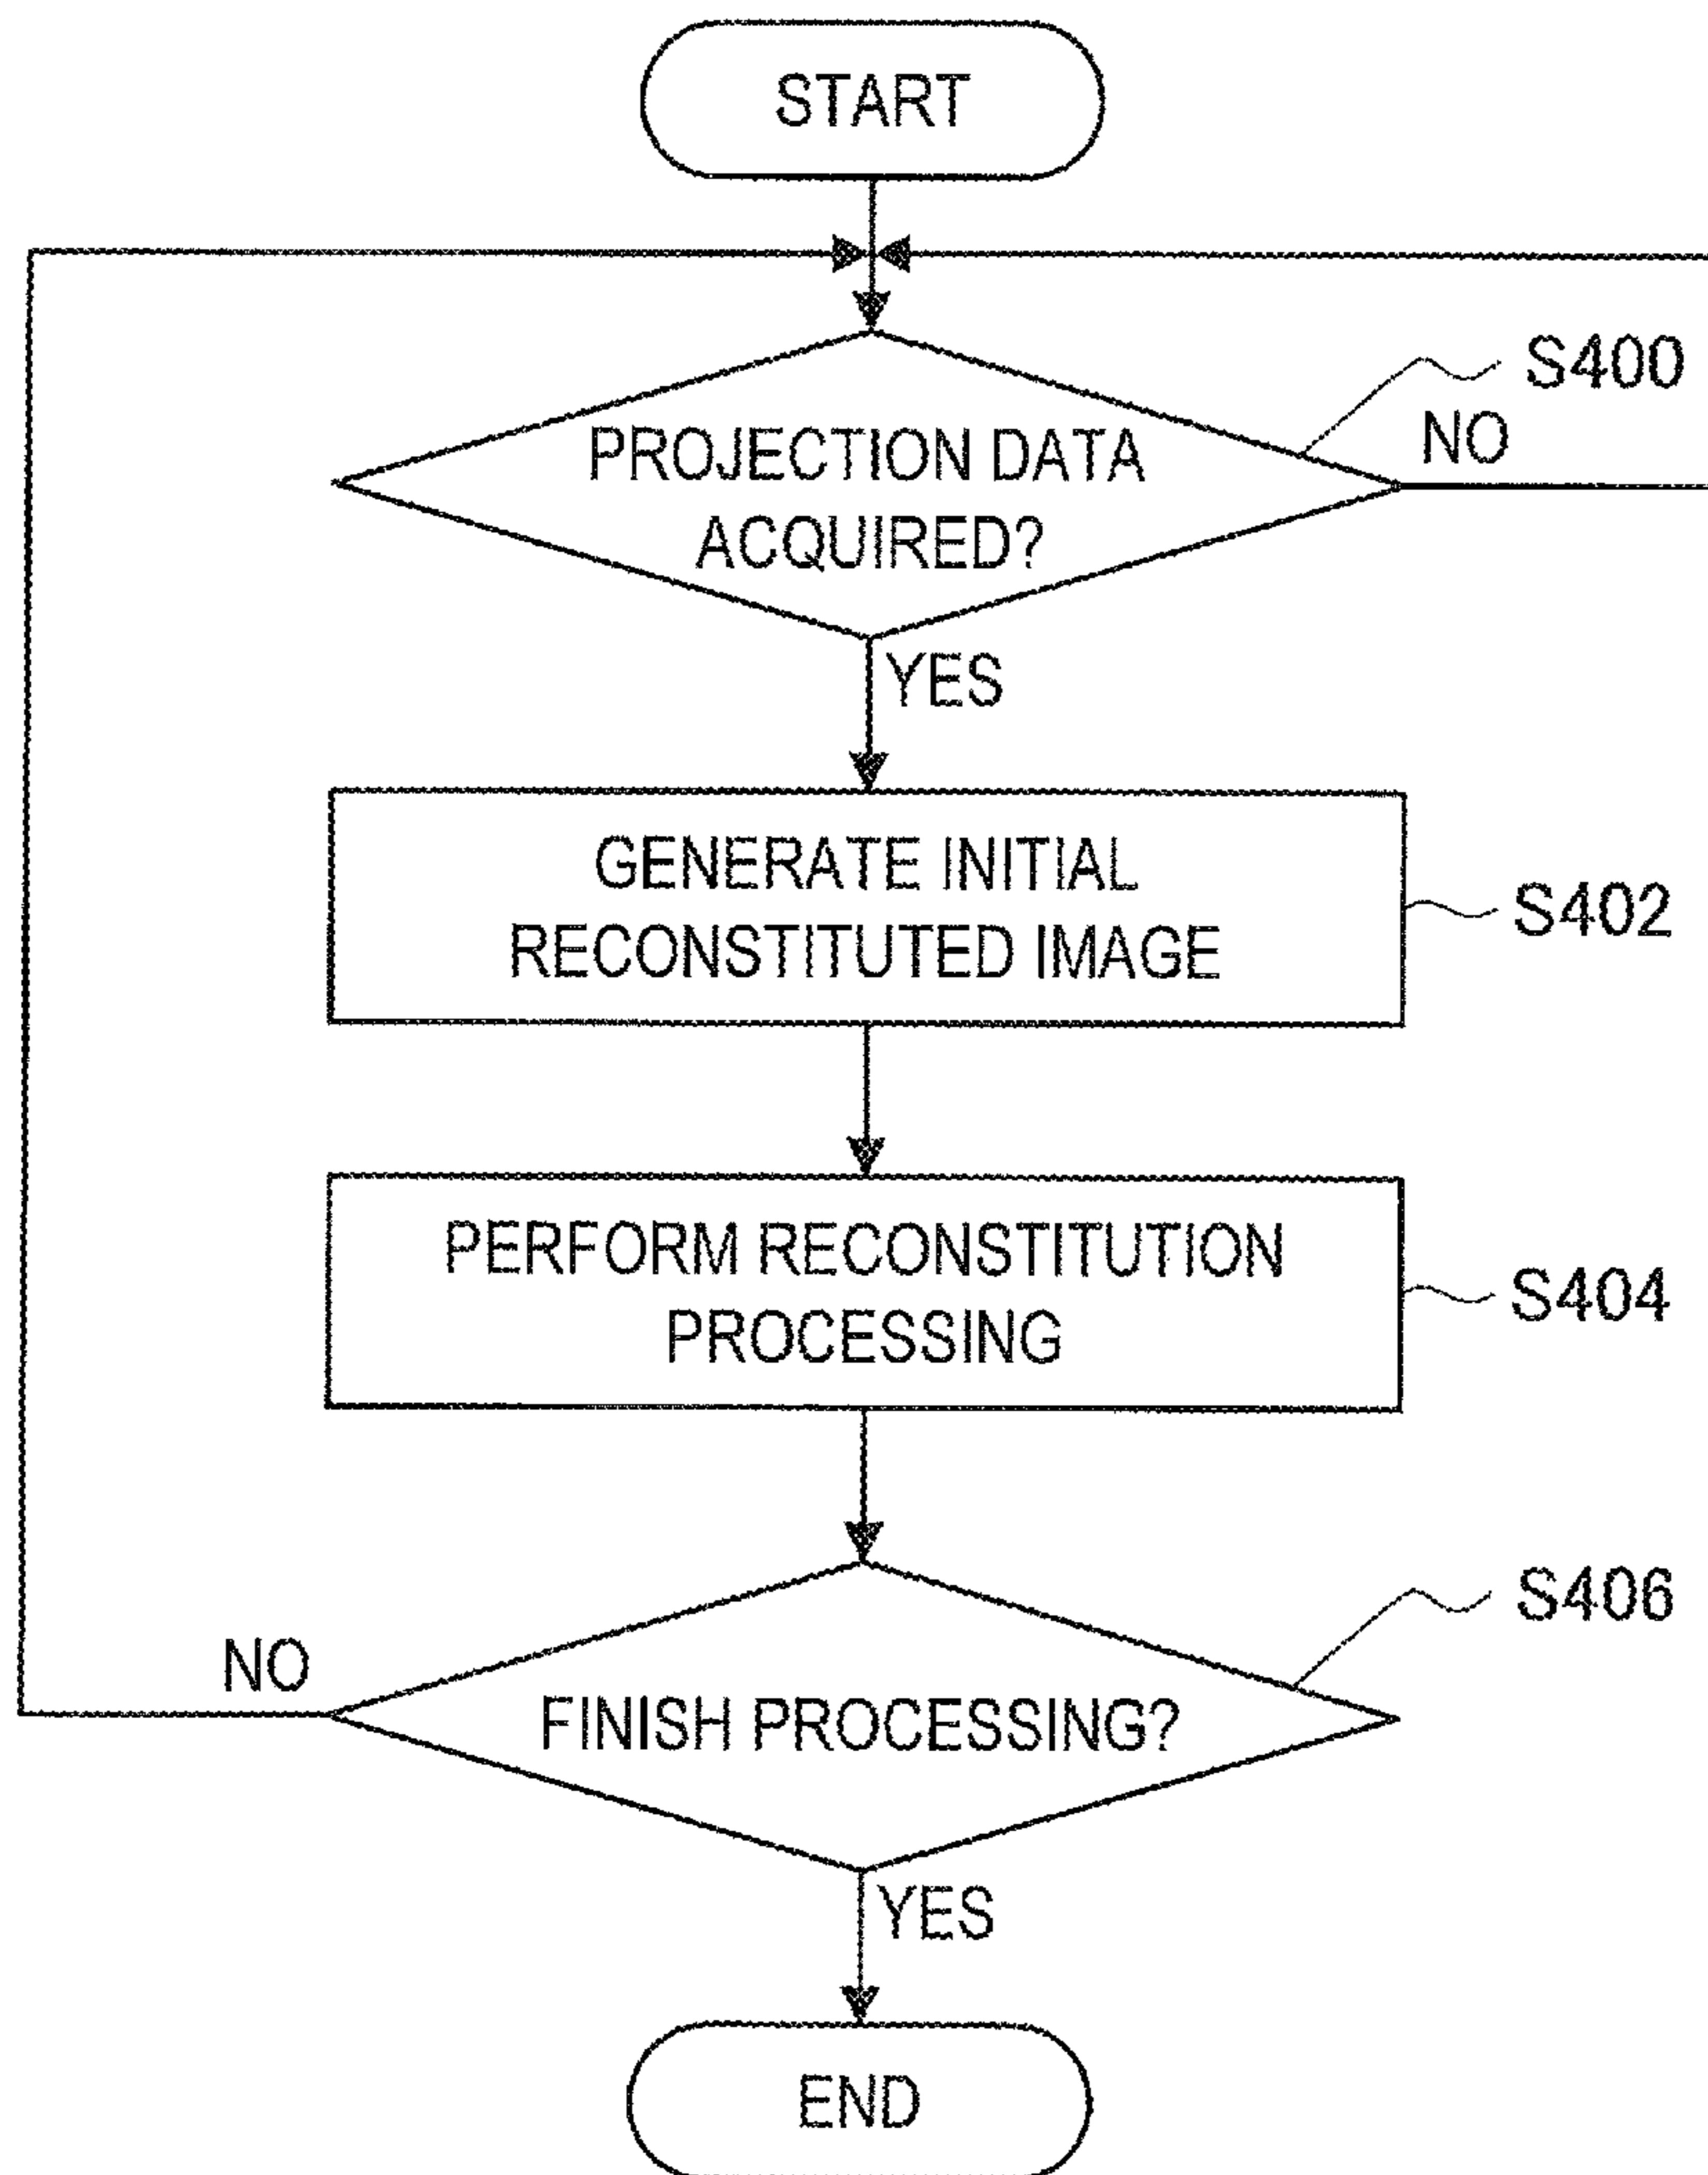 START
S400
NO
PROJECTION DATA
ACQUIRED?
YES
GENERATE INITIAL
RECONSTITUTED IMAGE
S402
PERFORM RECONSTITUTION
PROCESSING
S404
S406
NO
FINISH PROCESSING?
YES
END